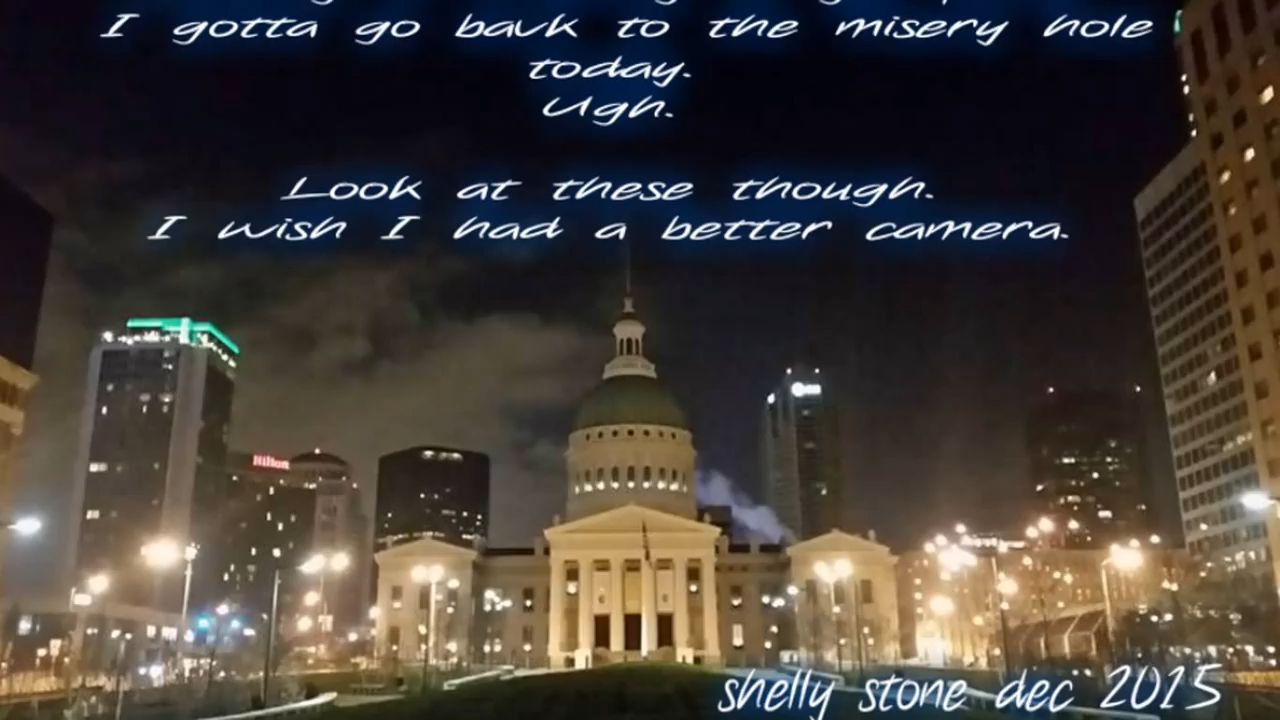 I gotta go bavk to the misery hole
today.
Ugh.
Look at these though.
I wish I had a better camera.
Hilton
shelly stone dec 2015